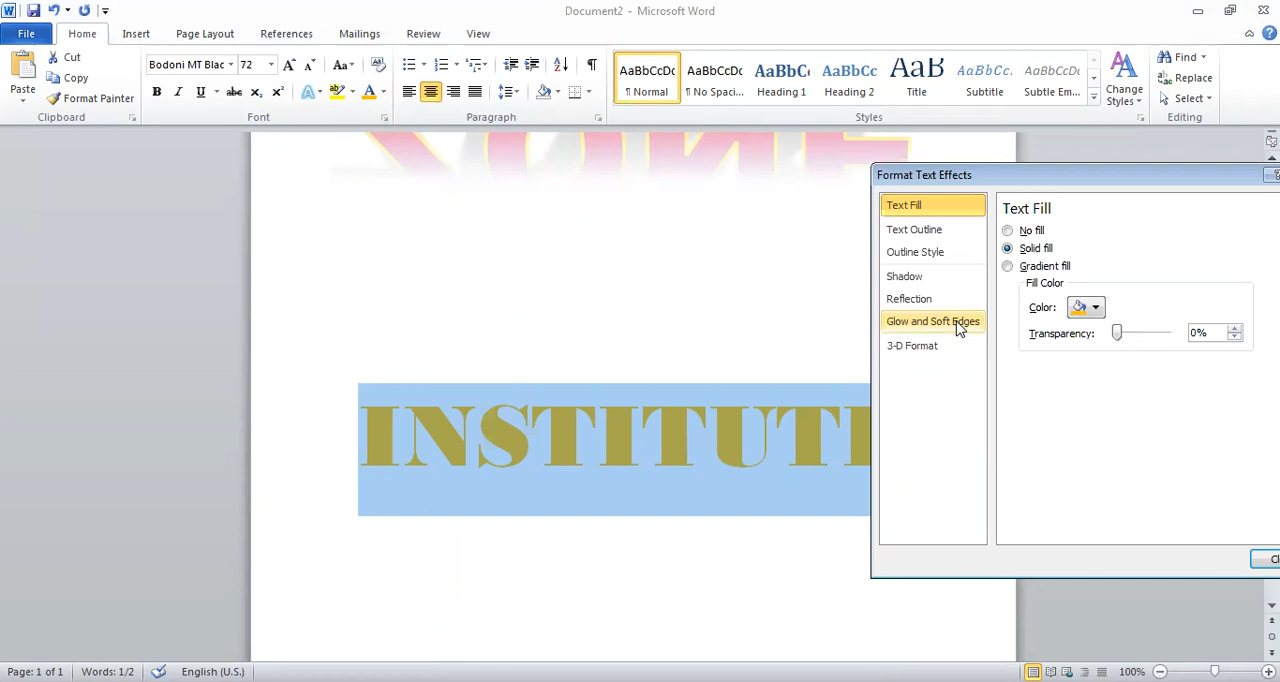 Document2 - Microsoft Word
File Home Insert Page Layout References Mailings Review View
Cut
Copy
Format Painter
Paste
Clipboard
Bodoni MT Blac 72
Font
Paragraph
AaBbCcDc AaBbCcDc AaBbCc AaBbCc AaB AaBbCc. AaBbCcDc
¶ Normal ¶ No Spaci... Heading 1 Heading 2 Title Subtitle Subtle Em...
Styles
Change
Styles
Find
Replace
Select
Editing
Format Text Effects
Text Fill
Text Outline
Outline Style
Shadow
Reflection
Glow and Soft Edges
3-D Format
Text Fill
No fill
Solid fill
Gradient fill
Fill Color
Color:
Transparency: 0%
INSTITUTE
Page: 1 of 1 Words: 1/2 English (U.S.) 100%